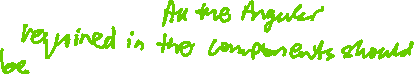 All the Angular
required in the components should
be